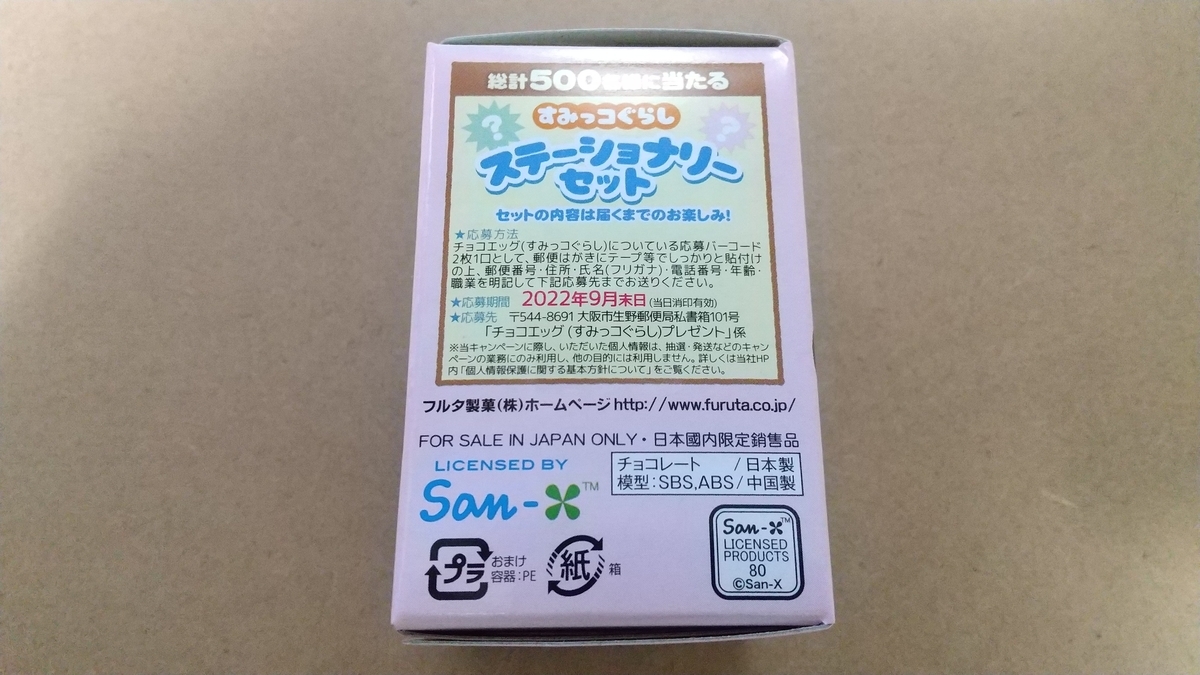 総計500名様に当たる
?
すみっコぐらし
?
ステーショナリー
セット
セットの内容は届くまでのお楽しみ!
★応募方法
チョコエッグ(すみっコぐらし)についている応募バーコード
2枚1口として、郵便はがきにテープ等でしっかりと貼付け
の上、郵便番号・住所・氏名(フリガナ)・電話番号・年齢・
職業を明記して下記応募先までお送りください。
★応募期間 2022年9月末日(当日消印有効)
★応募先 〒544-8691 大阪市生野郵便局私書箱101号
「チョコエッグ(すみっコぐらし)プレゼント」係
※当キャンペーンに際し、いただいた個人情報は、抽選・発送などのキャン
ペーンの業務にのみ利用し、他の目的には利用しません。詳しくは当社HP
内「個人情報保護に関する基本方針について」をご覧ください。
フルタ製菓(株)ホームページ http://www.furuta.co.jp/
FOR SALE IN JAPAN ONLY・日本國内限定銷售品
LICENSED BY
San-X™
チョコレート /日本製
模型:SBS,ABS/中国製
プラ
おまけ
容器:PE
紙
箱
San-X™
LICENSED
PRODUCTS
80
©San-X